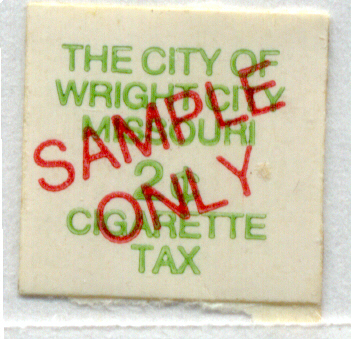 THE CITY OF
WRIGHT CITY
MISSOURI
2¢
CIGARETTE
TAX
SAMPLE
ONLY